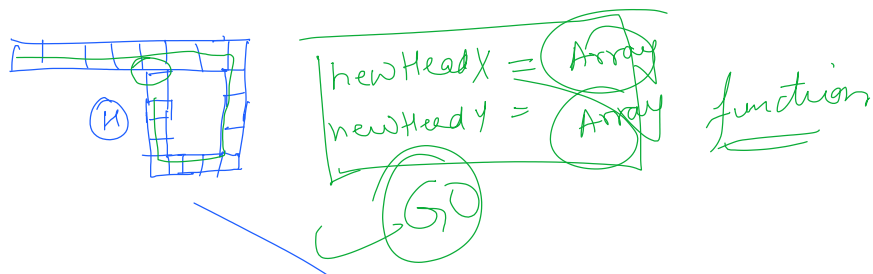 newHeadX = Array
newHeadY = Array
function
H
GO